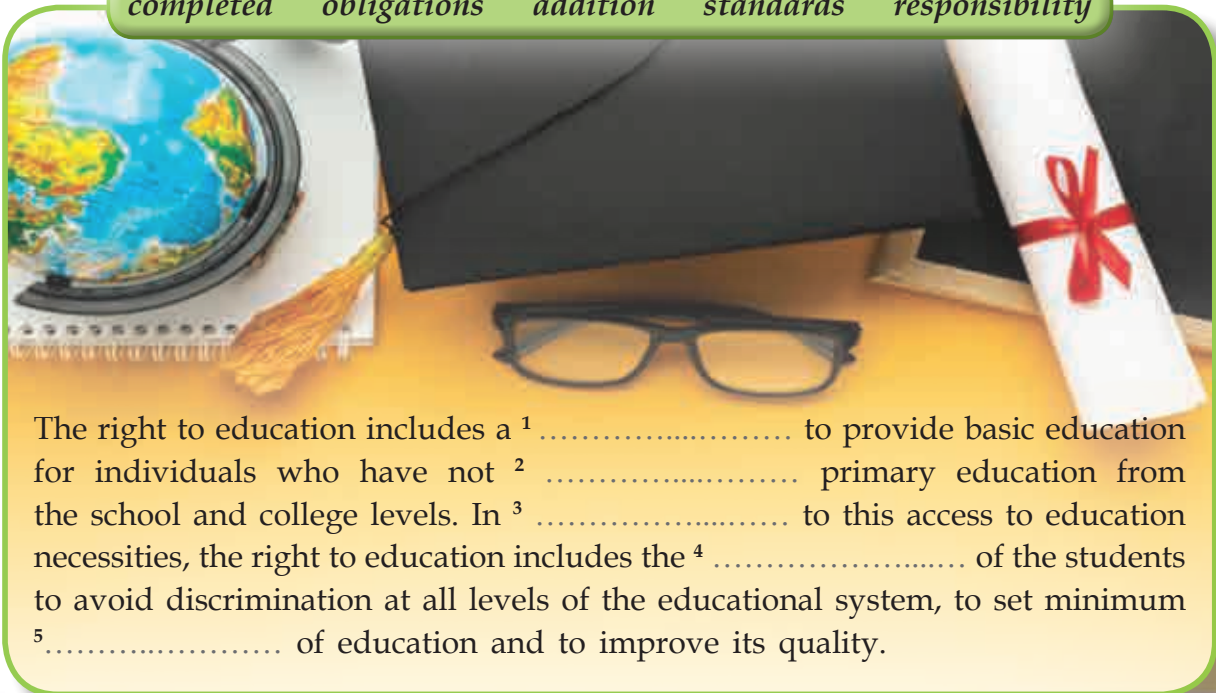 completed obligations addition standards responsibility
The right to education includes a ¹ ………….....……… to provide basic education
for individuals who have not ² ………….....……… primary education from
the school and college levels. In ³ …………….....…… to this access to education
necessities, the right to education includes the ⁴ ………………….....… of the students
to avoid discrimination at all levels of the educational system, to set minimum
⁵………..………… of education and to improve its quality.